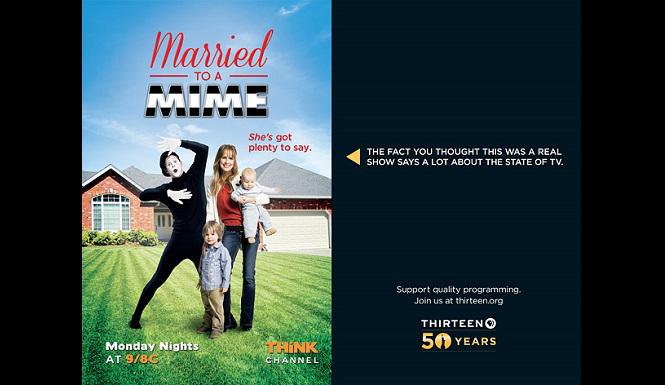 Married
TO A
MIME
She's got
plenty to say.
Monday Nights
AT 9/8C
THINK
CHANNEL
THE FACT YOU THOUGHT THIS WAS A REAL
SHOW SAYS A LOT ABOUT THE STATE OF TV.
Support quality programming.
Join us at thirteen.org
THIRTEEN PBS
50 YEARS